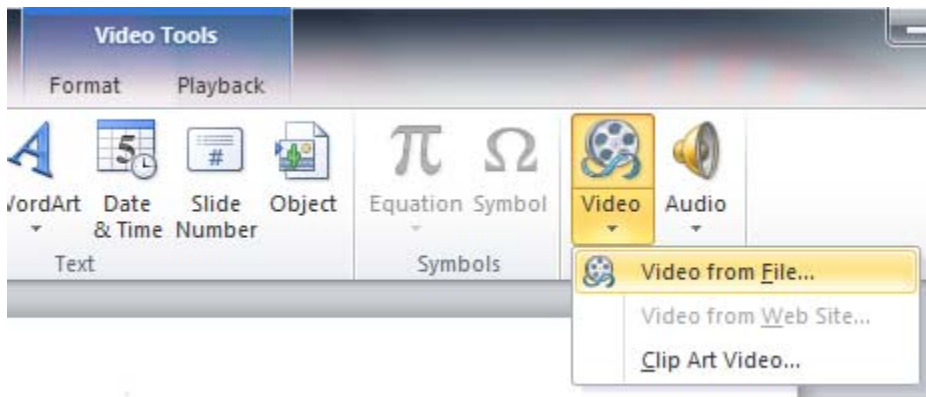 Video Tools
Format Playback
WordArt Date & Time Slide Number Object Equation Symbol Video Audio
Text Symbols
Video from File...
Video from Web Site...
Clip Art Video...